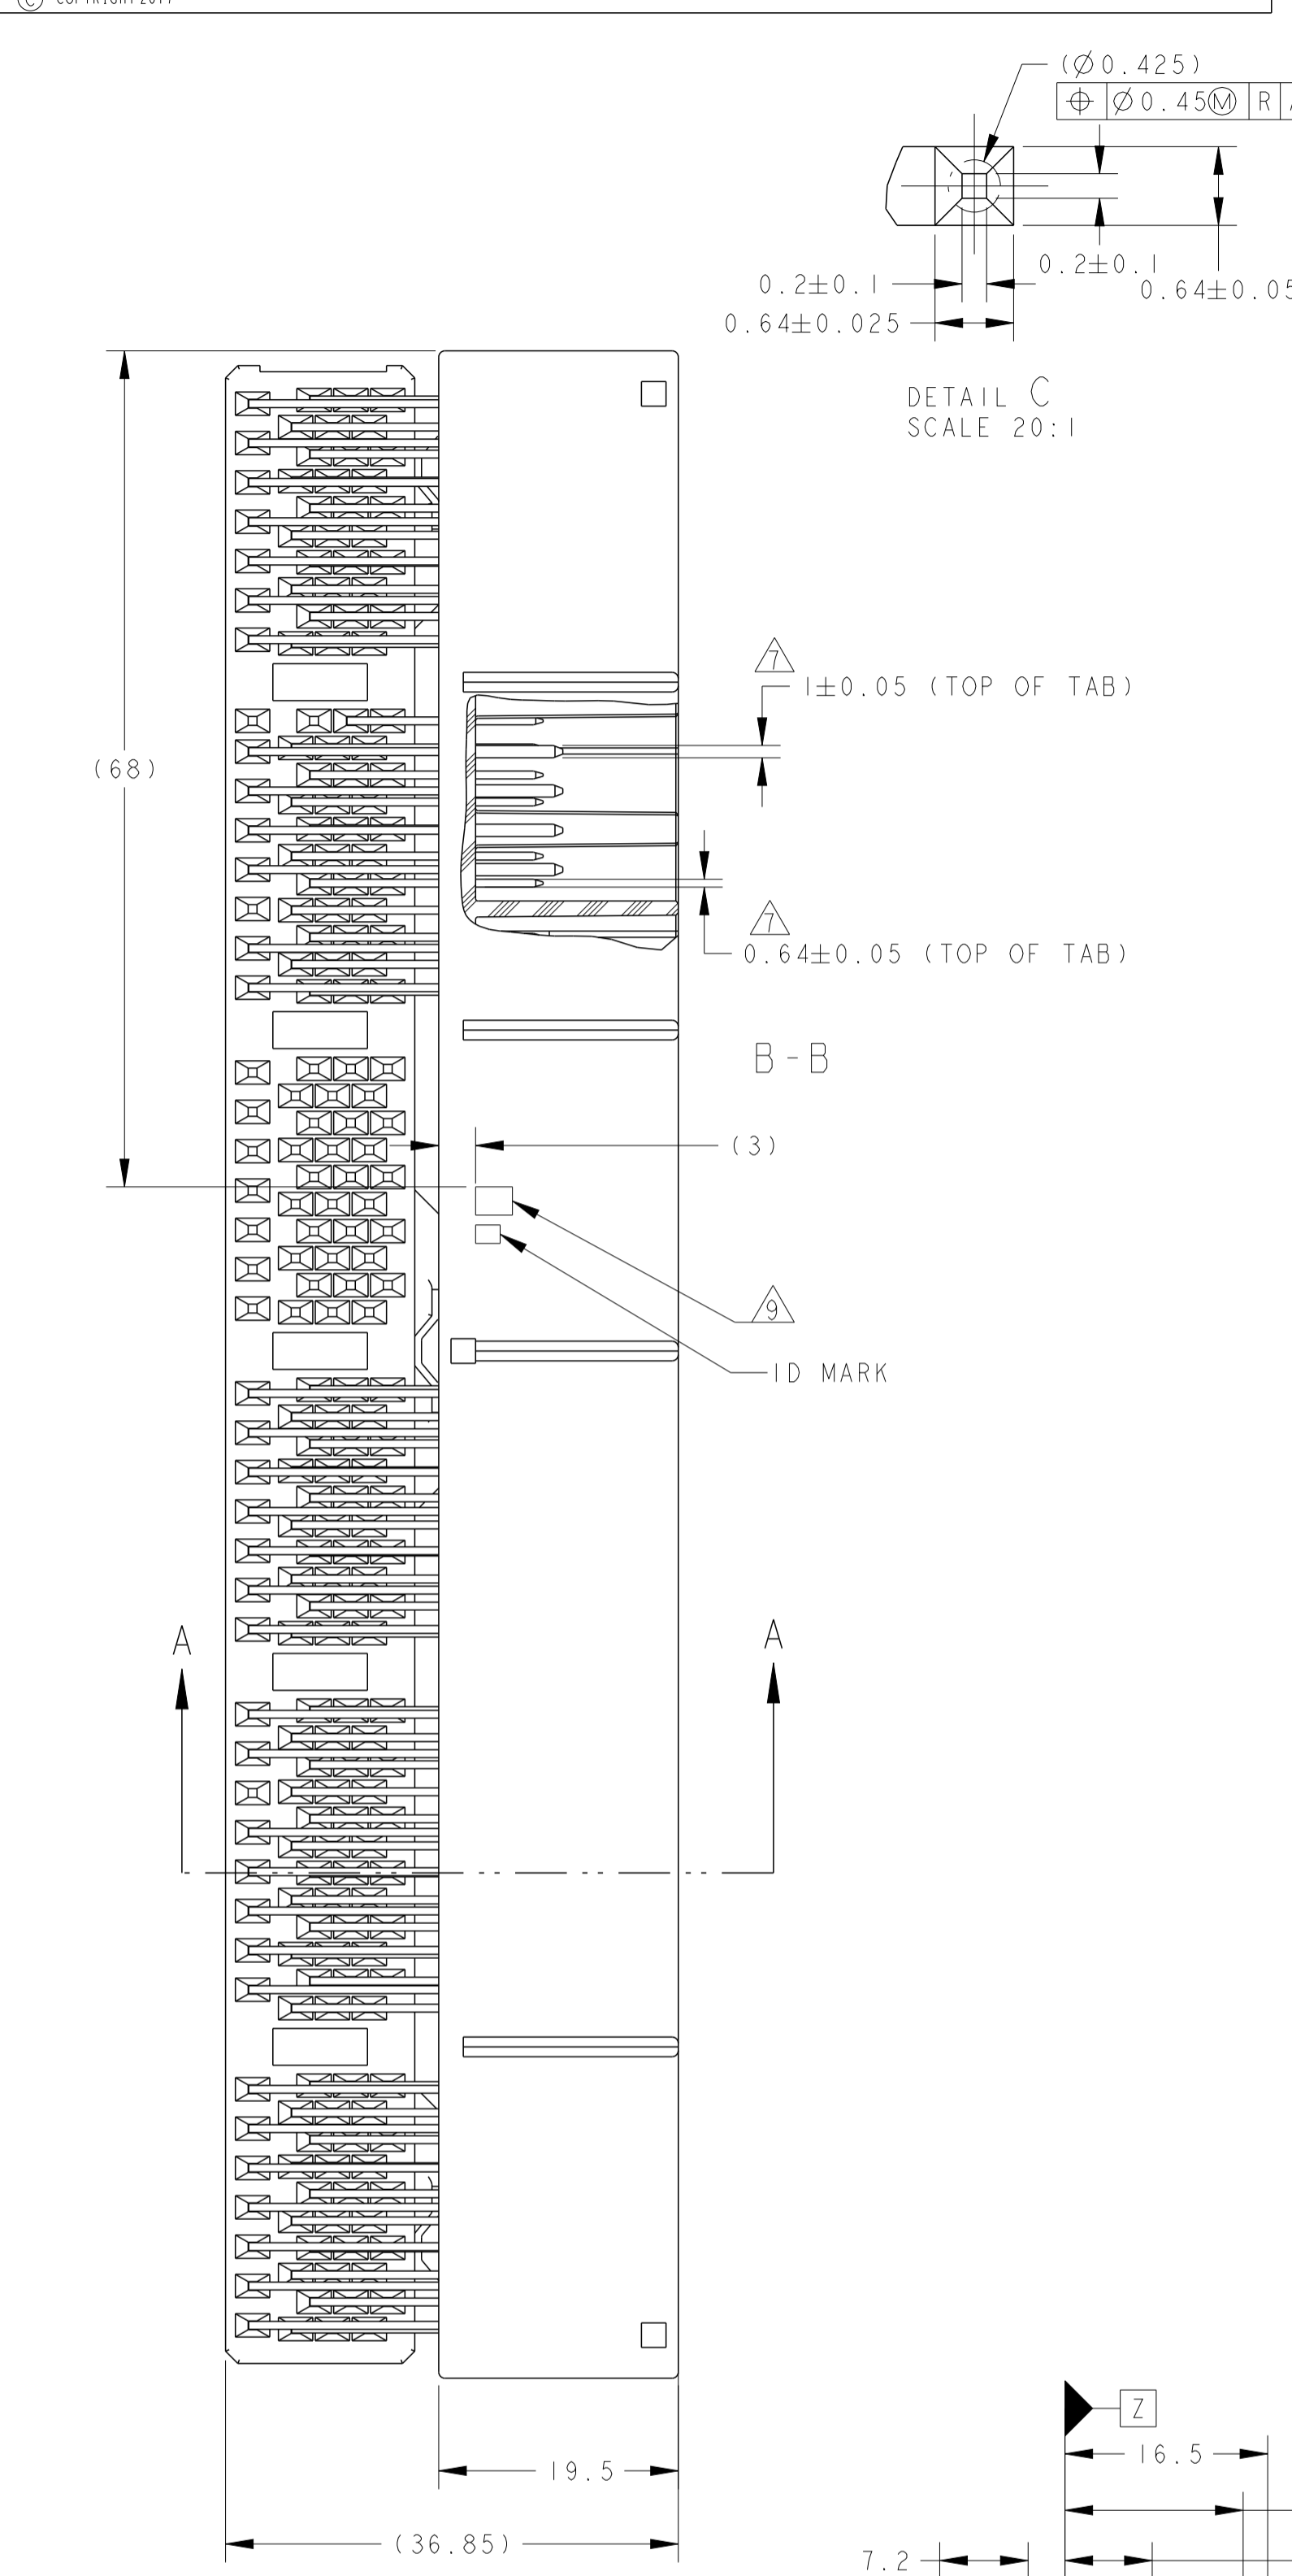 (Ø0.425)
⌖ Ø0.45Ⓜ R
0.2±0.1
0.2±0.1
0.64±0.05
0.64±0.025
DETAIL C
SCALE 20:1
7
1±0.05 (TOP OF TAB)
(68)
7
0.64±0.05 (TOP OF TAB)
B-B
(3)
9
ID MARK
A
A
Z
16.5
19.5
(36.85)
7.2